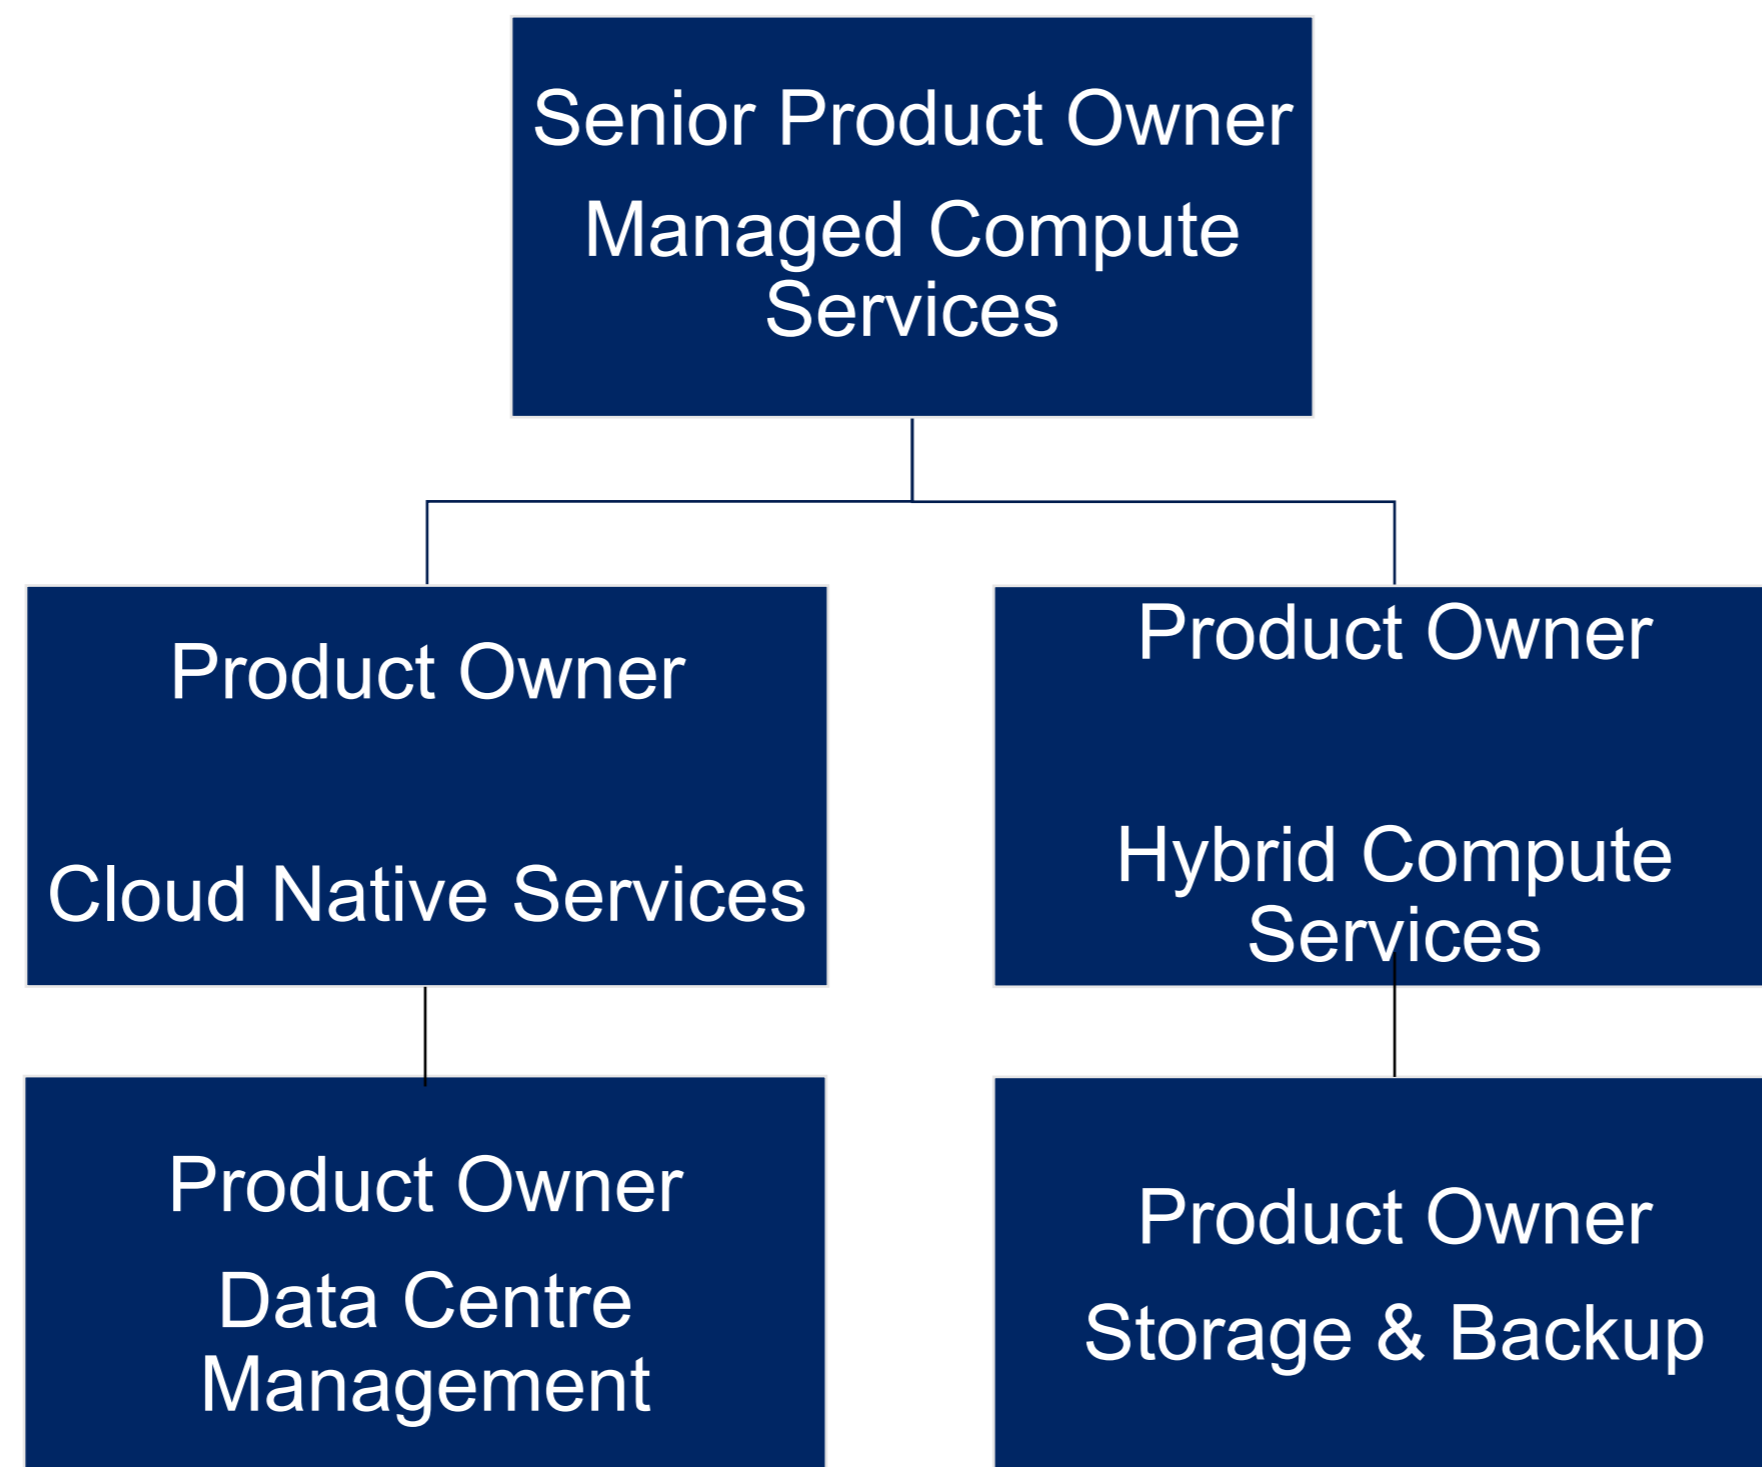 Senior Product Owner
Managed Compute
Services
Product Owner
Cloud Native Services
Product Owner
Hybrid Compute
Services
Product Owner
Data Centre
Management
Product Owner
Storage & Backup